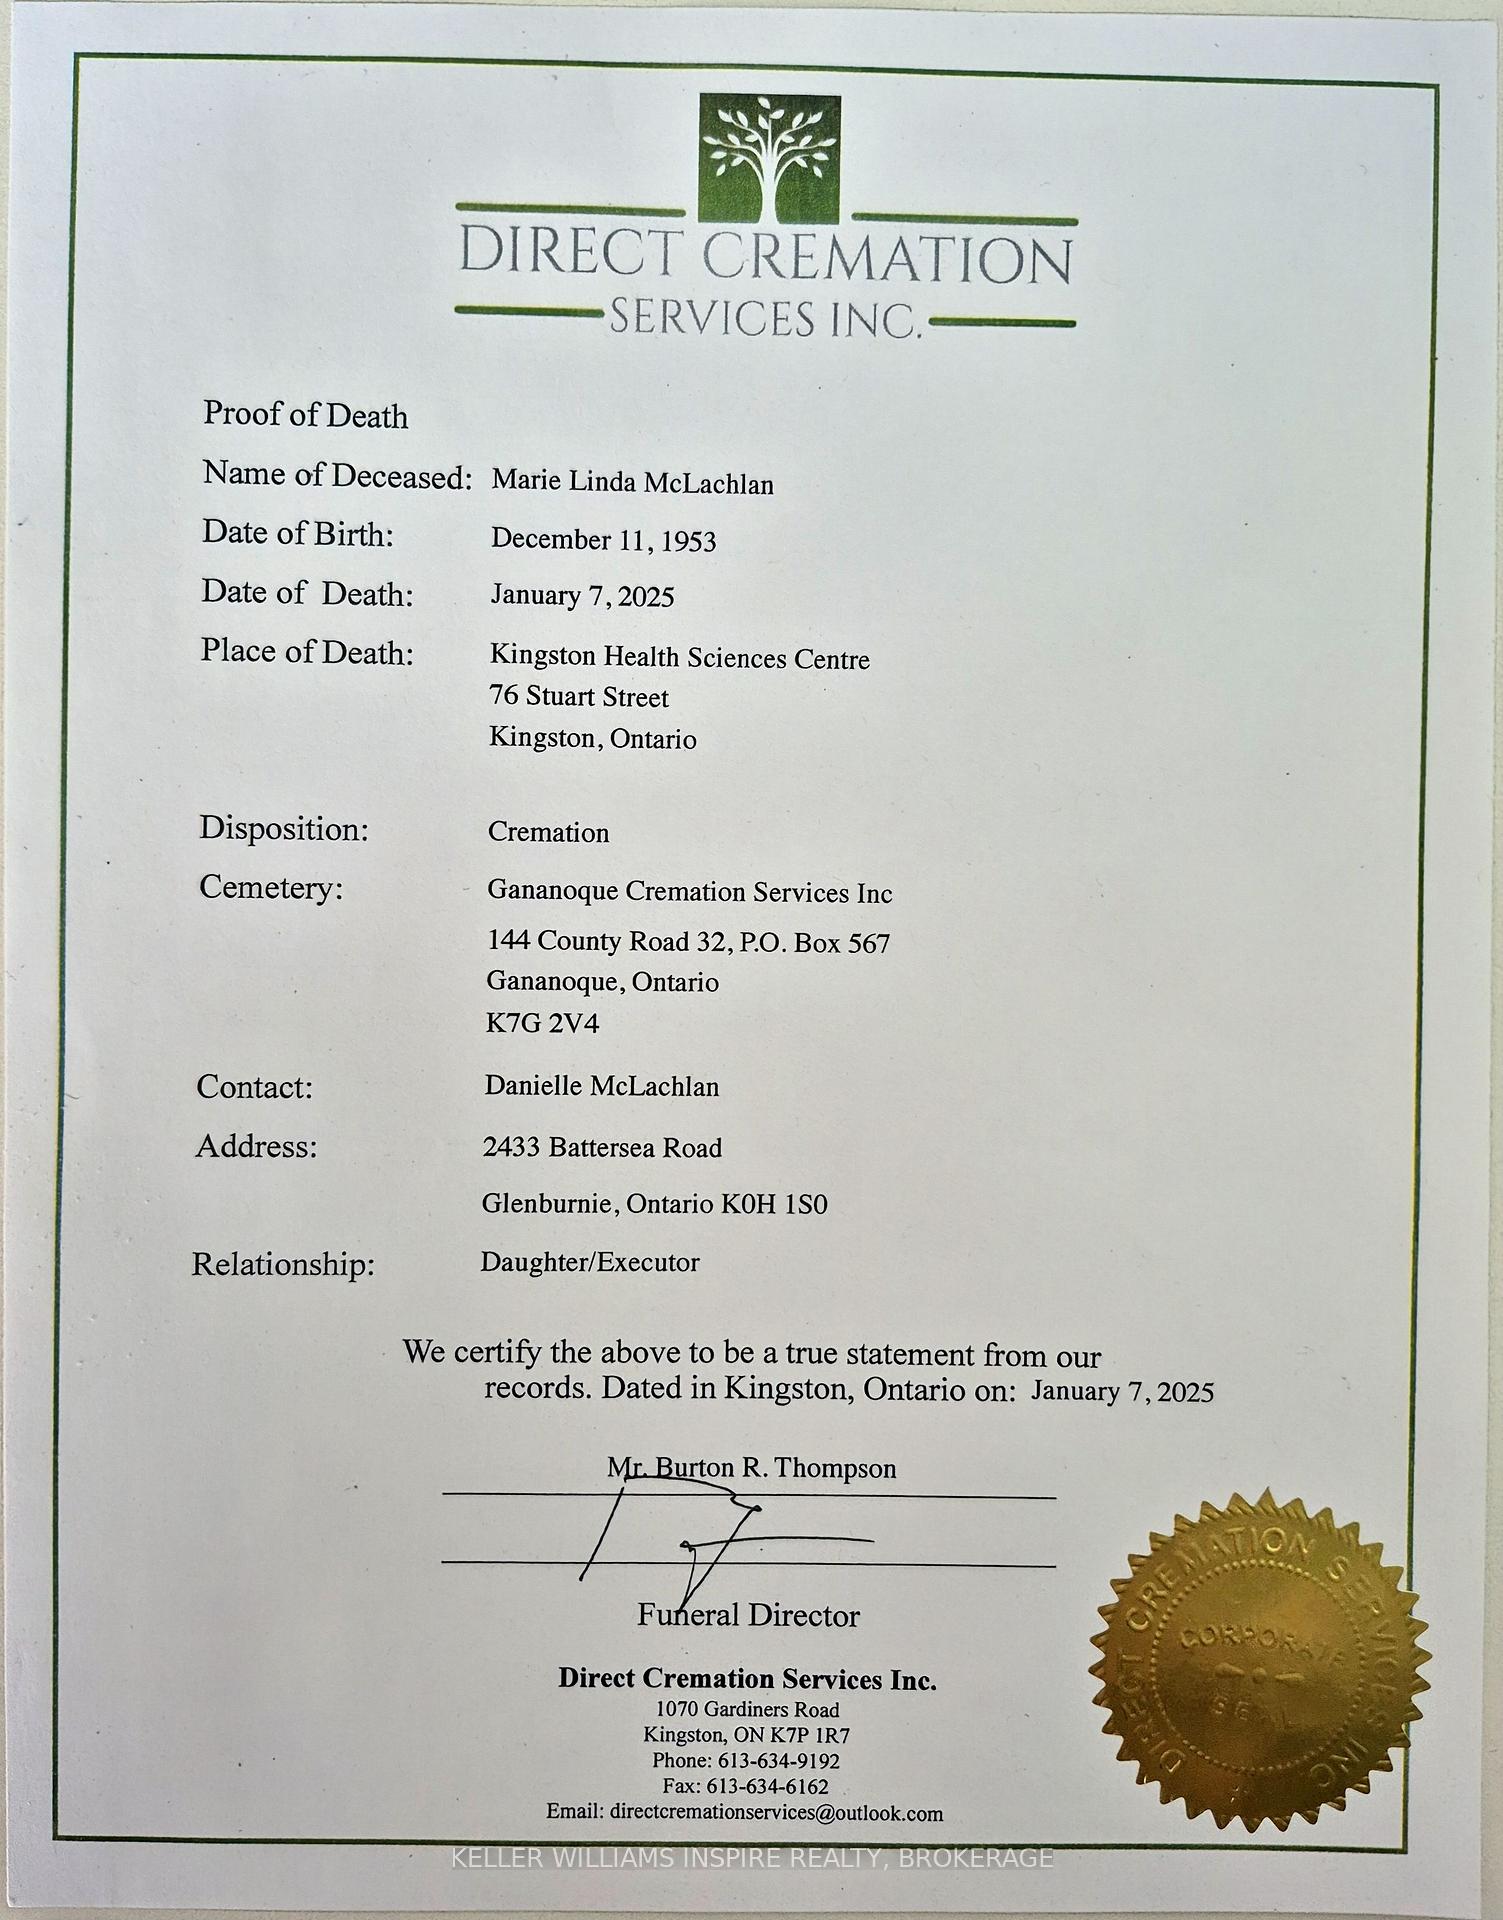 DIRECT CREMATION
SERVICES INC.
Proof of Death
Name of Deceased: Marie Linda McLachlan
Date of Birth: December 11, 1953
Date of Death: January 7, 2025
Place of Death: Kingston Health Sciences Centre
76 Stuart Street
Kingston, Ontario
Disposition: Cremation
Cemetery: Gananoque Cremation Services Inc
144 County Road 32, P.O. Box 567
Gananoque, Ontario
K7G 2V4
Contact: Danielle McLachlan
Address: 2433 Battersea Road
Glenburnie, Ontario K0H 1S0
Relationship: Daughter/Executor
We certify the above to be a true statement from our
records. Dated in Kingston, Ontario on: January 7, 2025
Mr. Burton R. Thompson
Funeral Director
Direct Cremation Services Inc.
1070 Gardiners Road
Kingston, ON K7P 1R7
Phone: 613-634-9192
Fax: 613-634-6162
Email: directcremationservices@outlook.com
DIRECT CREMATION SERVICES INC
CORPORATE
SEAL
KELLER WILLIAMS INSPIRE REALTY, BROKERAGE